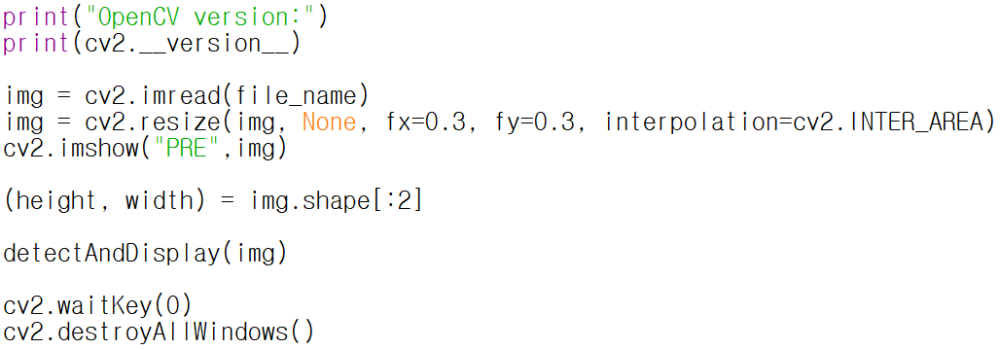 print("OpenCV version:")
print(cv2.__version__)
img = cv2.imread(file_name)
img = cv2.resize(img, None, fx=0.3, fy=0.3, interpolation=cv2.INTER_AREA)
cv2.imshow("PRE",img)
(height, width) = img.shape[:2]
detectAndDisplay(img)
cv2.waitKey(0)
cv2.destroyAllWindows()